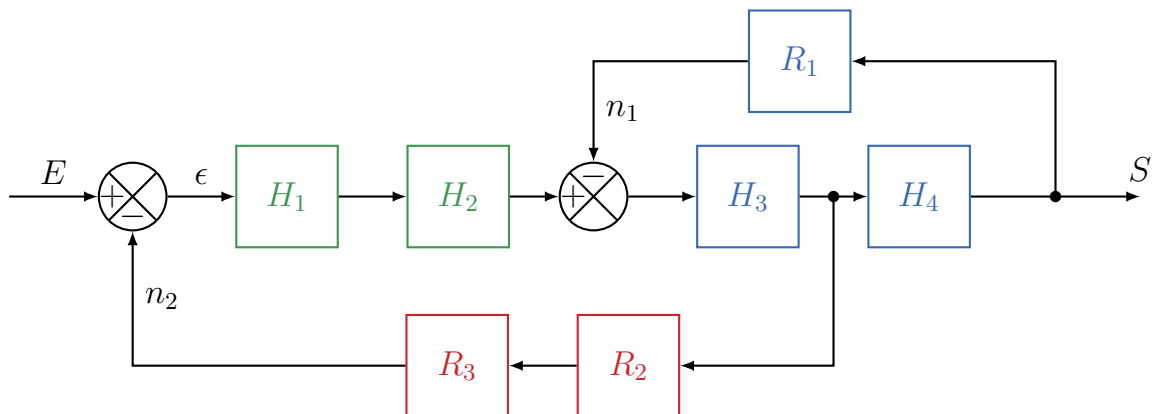 R₁
n₁
E
+
−
ϵ
H₁
H₂
+
−
H₃
H₄
S
n₂
R₃
R₂